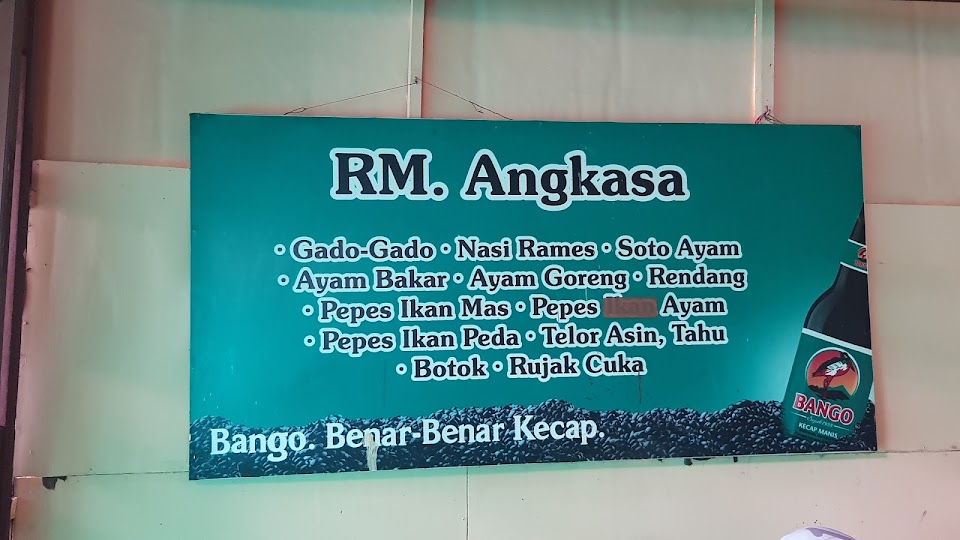 RM. Angkasa
• Gado-Gado • Nasi Rames • Soto Ayam
• Ayam Bakar • Ayam Goreng • Rendang
• Pepes Ikan Mas • Pepes Ikan Ayam
• Pepes Ikan Peda • Telor Asin, Tahu
• Botok • Rujak Cuka
Bango. Benar-Benar Kecap.
BANGO
KECAP MANIS